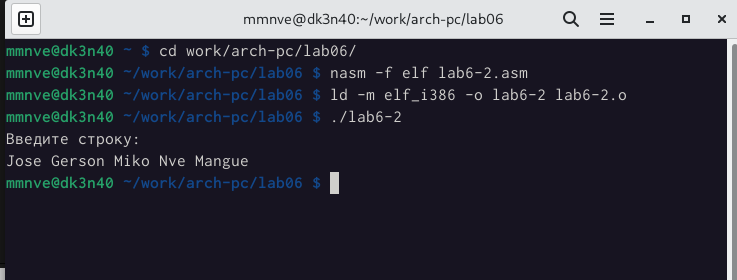 mmnve@dk3n40:~/work/arch-pc/lab06
mmnve@dk3n40 ~ $ cd work/arch-pc/lab06/
mmnve@dk3n40 ~/work/arch-pc/lab06 $ nasm -f elf lab6-2.asm
mmnve@dk3n40 ~/work/arch-pc/lab06 $ ld -m elf_i386 -o lab6-2 lab6-2.o
mmnve@dk3n40 ~/work/arch-pc/lab06 $ ./lab6-2
Введите строку:
Jose Gerson Miko Nve Mangue
mmnve@dk3n40 ~/work/arch-pc/lab06 $